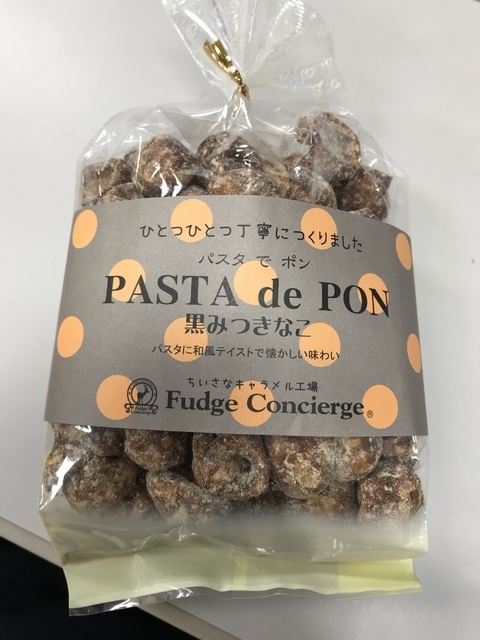 ひとつひとつ丁寧につくりました
パスタ で ポン
PASTA de PON
黒みつきなこ
パスタに和風テイストで懐かしい味わい
ちいさなキャラメル工場
Fudge Concierge®